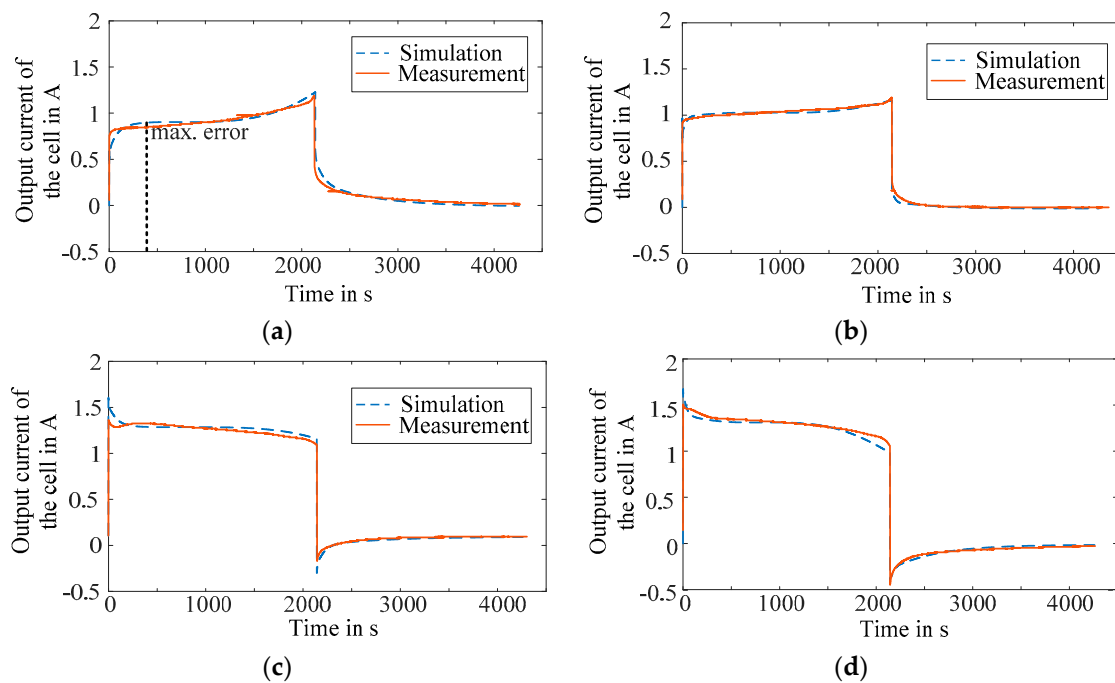 2
1.5
1
0.5
0
-0.5
Output current of
the cell in A
Simulation
Measurement
max. error
0 1000 2000 3000 4000
Time in s
(a)
2
1.5
1
0.5
0
-0.5
Output current of
the cell in A
Simulation
Measurement
0 1000 2000 3000 4000
Time in s
(b)
2
1.5
1
0.5
0
-0.5
Output current of
the cell in A
Simulation
Measurement
0 1000 2000 3000 4000
Time in s
(c)
2
1.5
1
0.5
0
-0.5
Output current of
the cell in A
0 1000 2000 3000 4000
Time in s
(d)